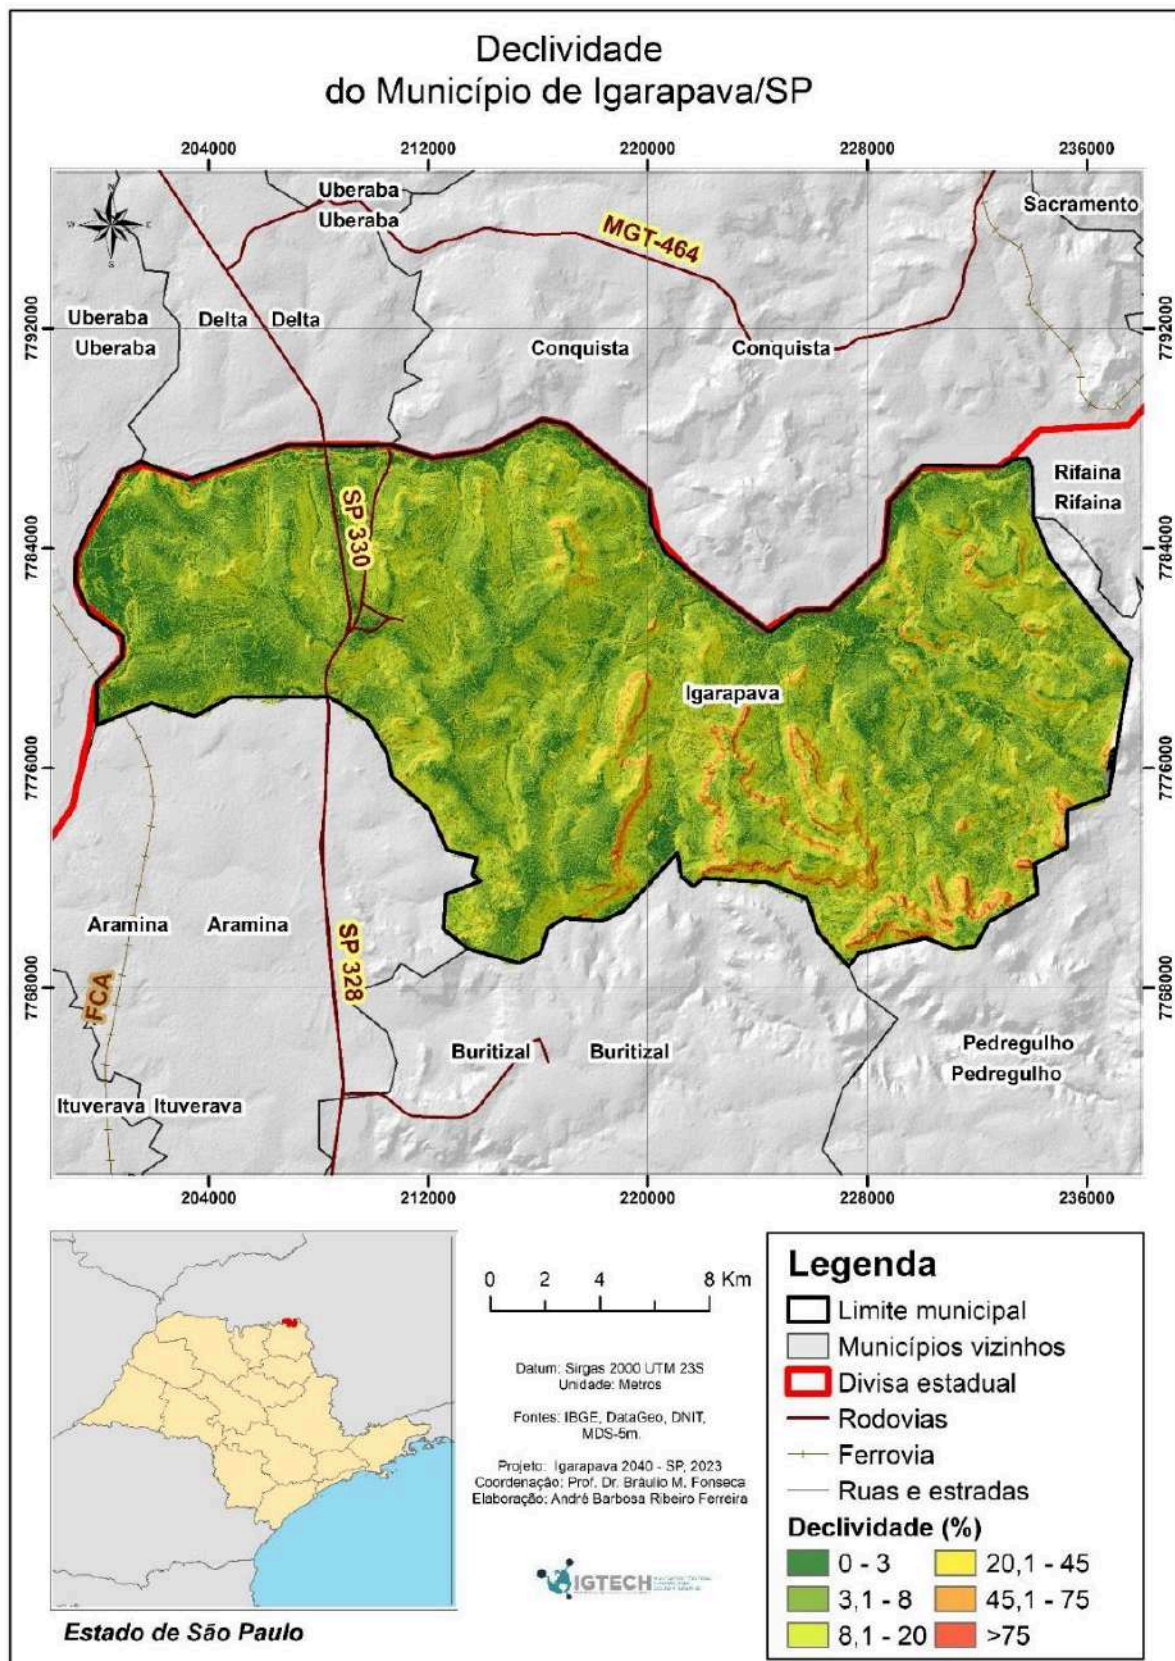 Declividade
do Município de Igarapava/SP
204000 212000 220000 228000 236000
Uberaba
Uberaba
Sacramento
MGT-464
7792000
7792000
Uberaba
Uberaba
Delta Delta
Conquista
Conquista
Rifaina
Rifaina
SP 330
7784000
7784000
Igarapava
7776000
7776000
Aramina Aramina
FCA
SP 328
7768000
7768000
Buritizal Buritizal
Pedregulho
Pedregulho
Ituverava Ituverava
204000 212000 220000 228000 236000
N
W E
S
0 2 4 8 Km
Datum: Sirgas 2000 UTM 23S
Unidade: Metros
Fontes: IBGE, DataGeo, DNIT,
MDS-5m.
Projeto: Igarapava 2040 - SP, 2023
Coordenação: Prof. Dr. Bráulio M. Fonseca
Elaboração: André Barbosa Ribeiro Ferreira
IGTECH
Estado de São Paulo
Legenda
Limite municipal
Municípios vizinhos
Divisa estadual
Rodovias
Ferrovia
Ruas e estradas
Declividade (%)
0 - 3
3,1 - 8
8,1 - 20
20,1 - 45
45,1 - 75
>75